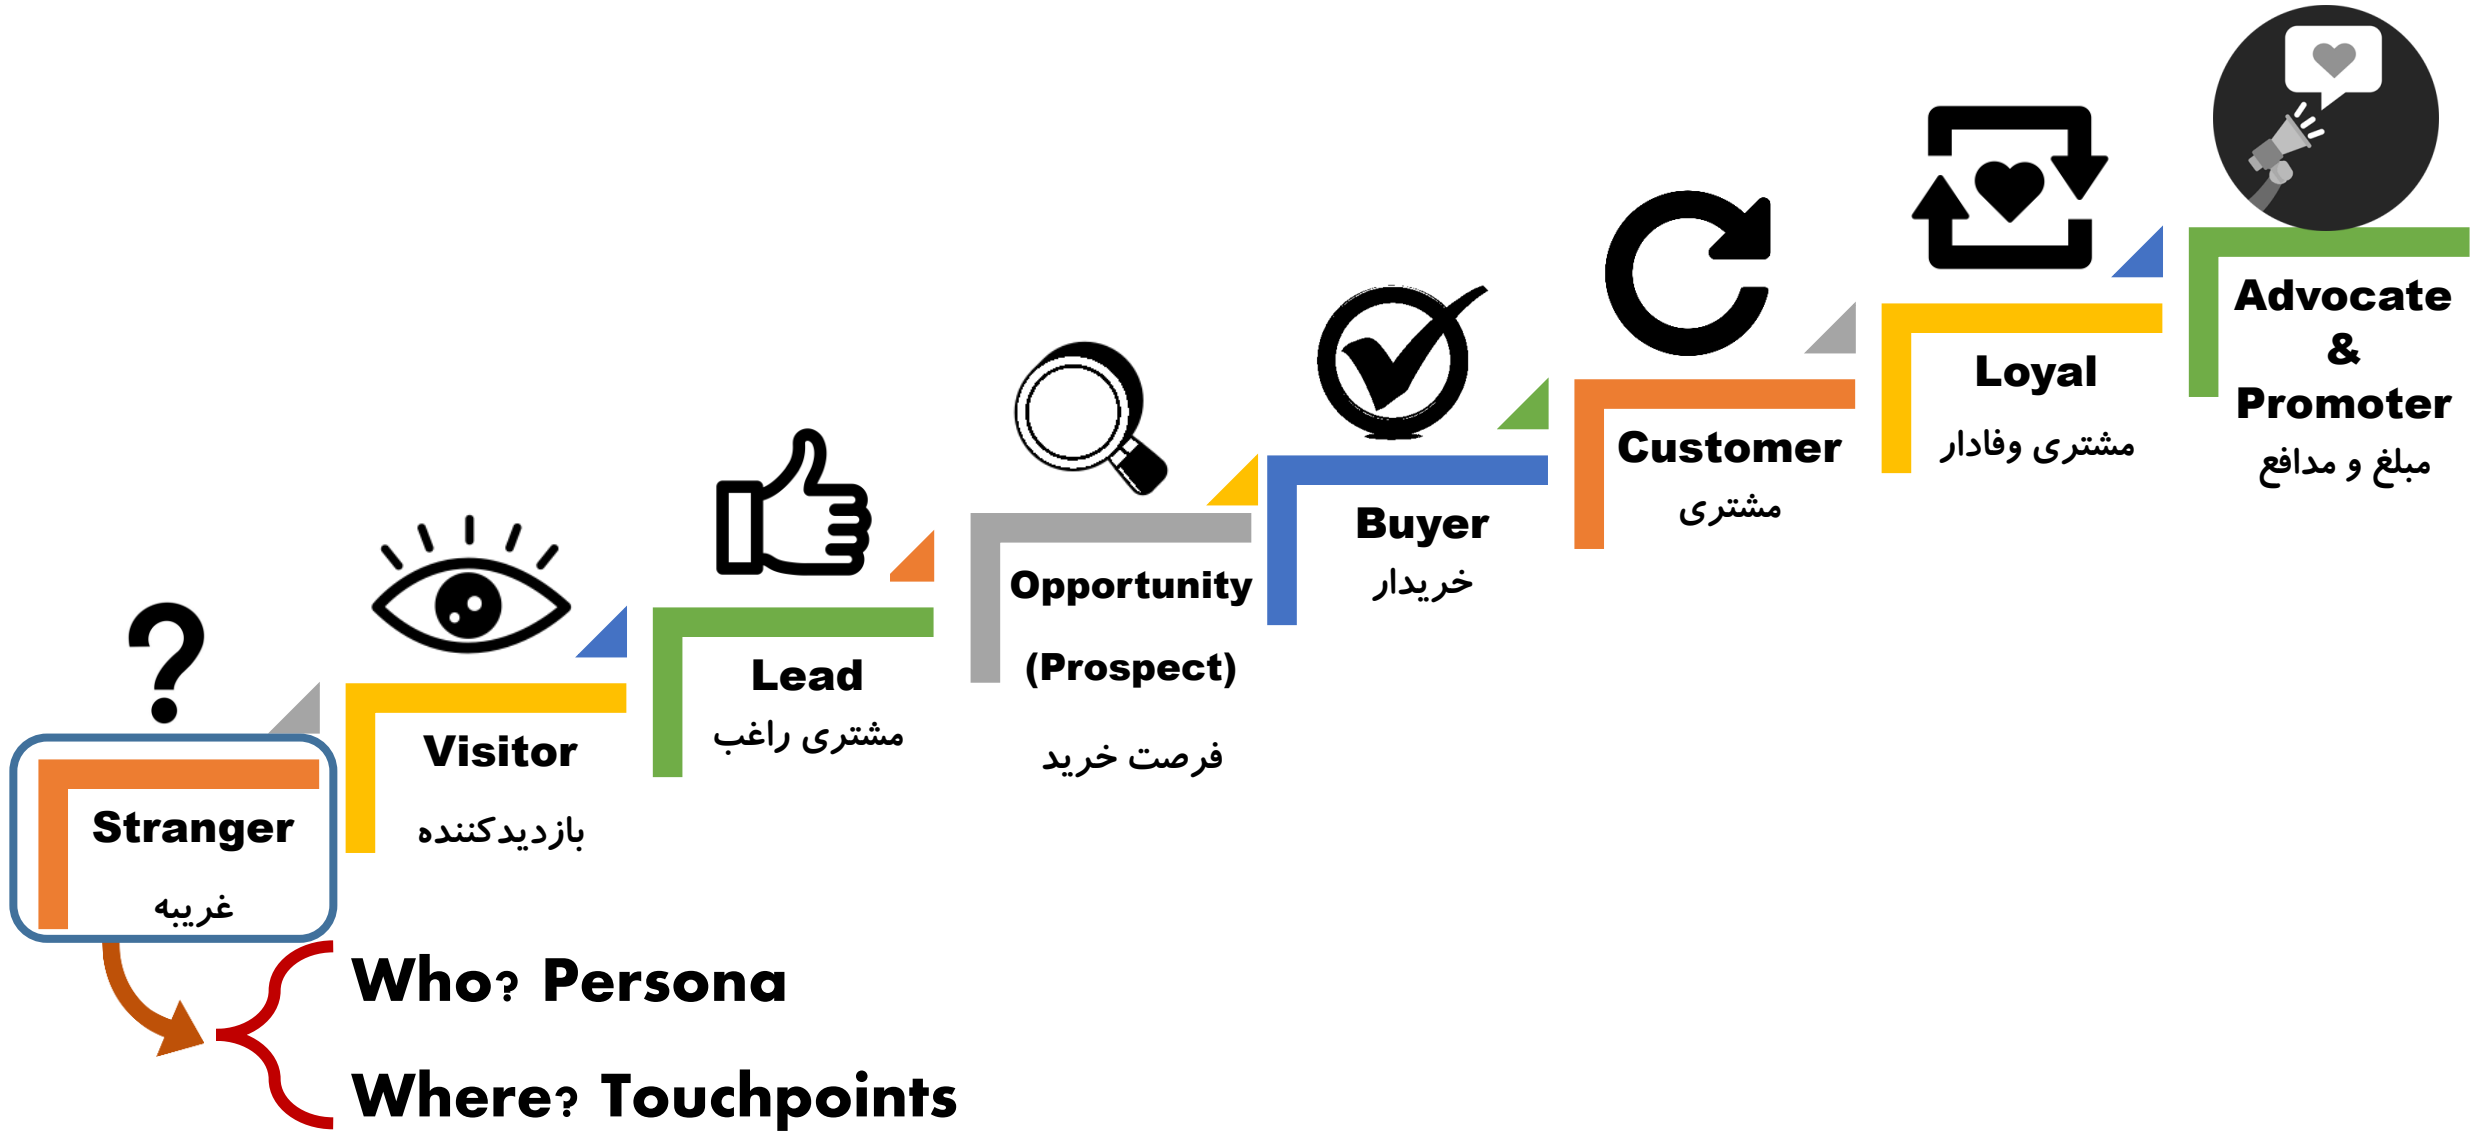 Stranger
غریبه
Visitor
بازدیدکننده
Lead
مشتری راغب
Opportunity
(Prospect)
فرصت خرید
Buyer
خریدار
Customer
مشتری
Loyal
مشتری وفادار
Advocate
&
Promoter
مبلغ و مدافع
Who? Persona
Where? Touchpoints